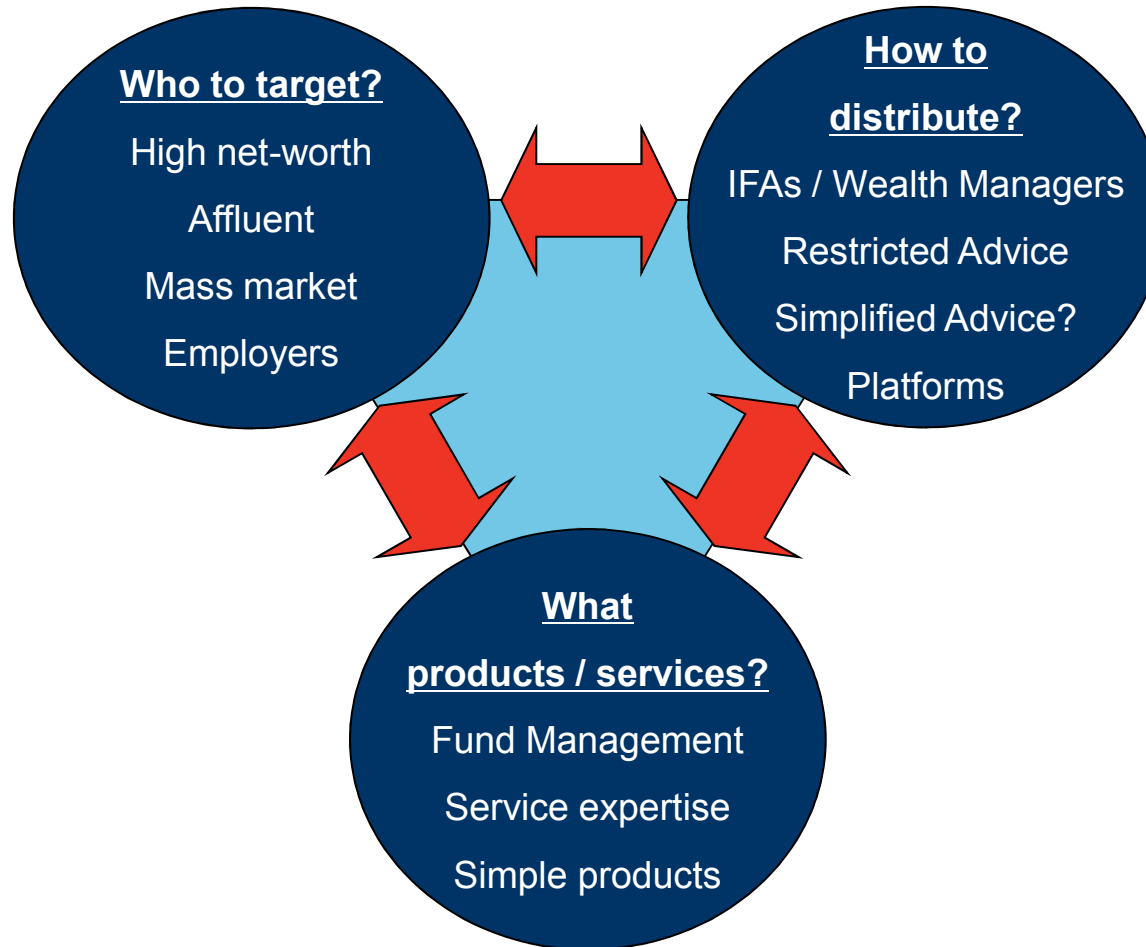 Who to target?
High net-worth
Affluent
Mass market
Employers
How to
distribute?
IFAs / Wealth Managers
Restricted Advice
Simplified Advice?
Platforms
What
products / services?
Fund Management
Service expertise
Simple products